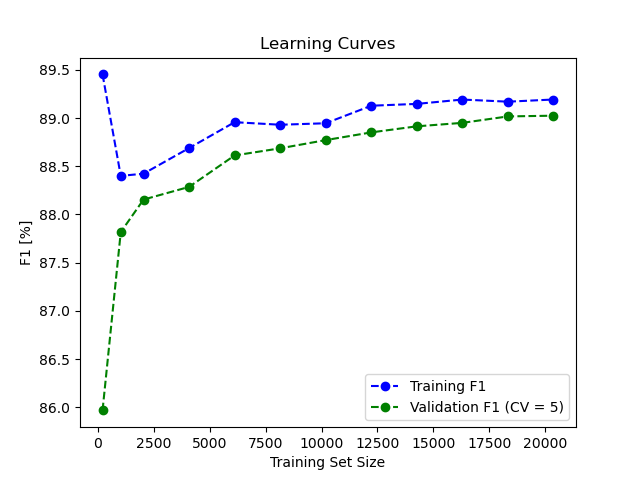 Learning Curves
89.5
89.0
88.5
88.0
87.5
87.0
86.5
86.0
F1 [%]
Training F1
Validation F1 (CV = 5)
0 2500 5000 7500 10000 12500 15000 17500 20000
Training Set Size